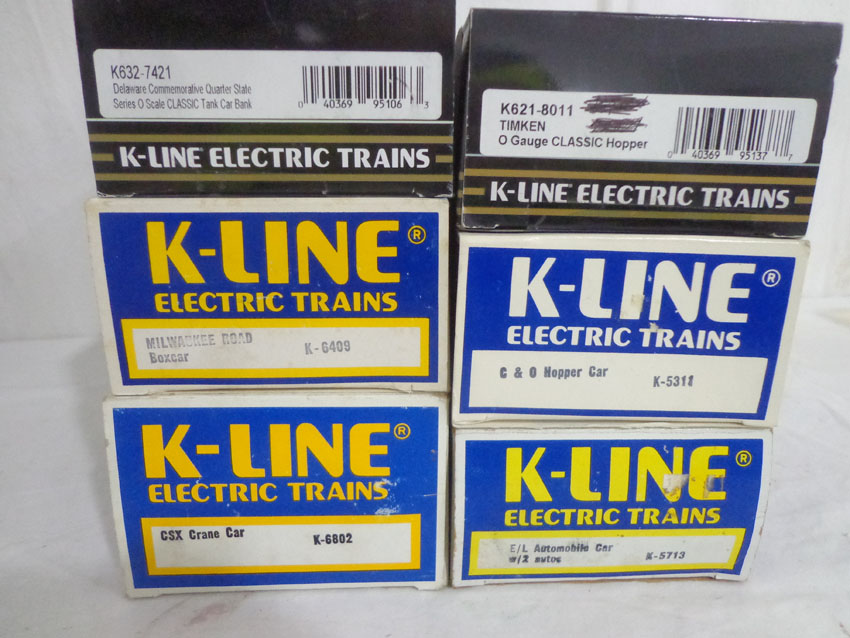 K632-7421
Delaware Commemorative Quarter State
Series O Scale CLASSIC Tank Car Bank
0 40369 95106 3
K-LINE ELECTRIC TRAINS
K621-8011
TIMKEN
O Gauge CLASSIC Hopper
0 40369 95137 7
K-LINE ELECTRIC TRAINS
K-LINE®
ELECTRIC TRAINS
MILWAUKEE ROAD
Boxcar K-6409
K-LINE®
ELECTRIC TRAINS
C & O Hopper Car K-5311
K-LINE®
ELECTRIC TRAINS
CSX Crane Car K-6802
K-LINE®
ELECTRIC TRAINS
E/L Automobile Car
w/2 autos K-5713